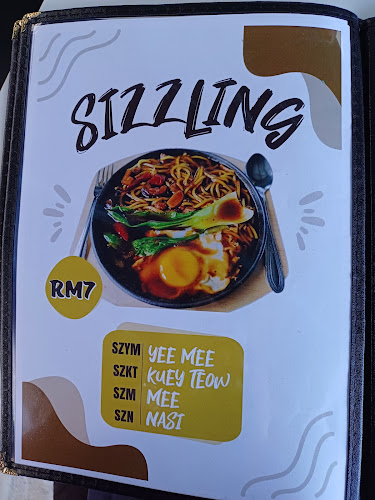 SIZZLING
RM7
SZYM YEE MEE
SZKT KUEY TEOW
SZM MEE
SZN NASI